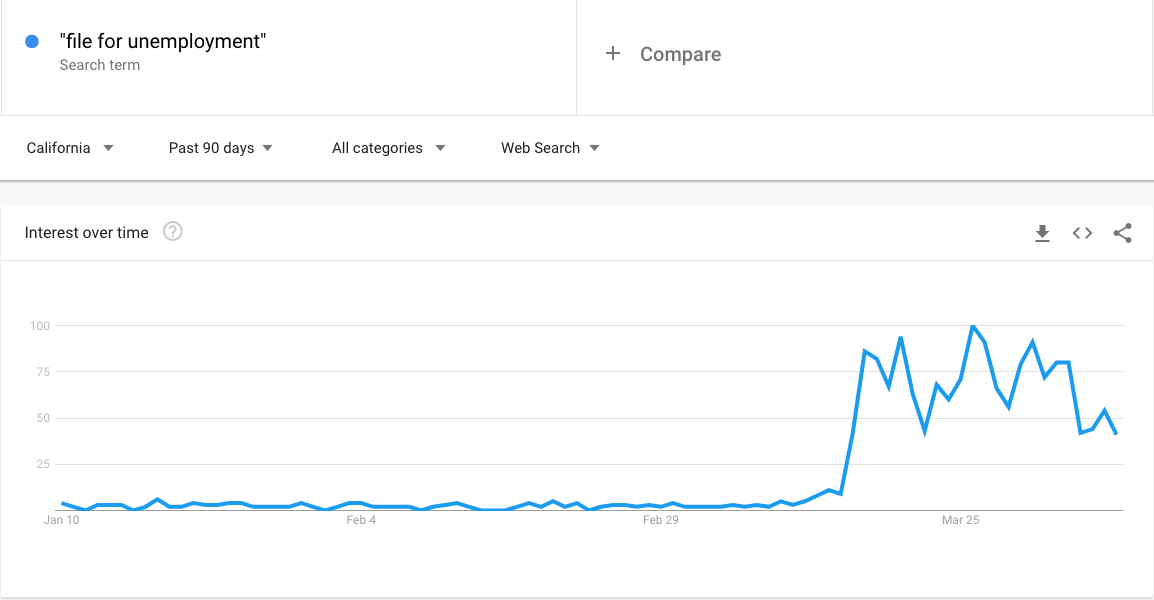 "file for unemployment"
Search term
+ Compare
California
Past 90 days
All categories
Web Search
Interest over time ?
100
75
50
25
Jan 10
Feb 4
Feb 29
Mar 25